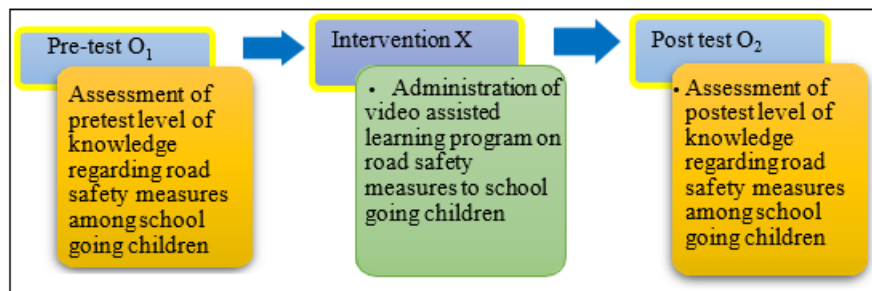 Pre-test O₁
Assessment of
pretest level of
knowledge
regarding road
safety measures
among school
going children
Intervention X
• Administration of
video assisted
learning program on
road safety
measures to school
going children
Post test O₂
• Assessment of
postest level of
knowledge
regarding road
safety measures
among school
going children